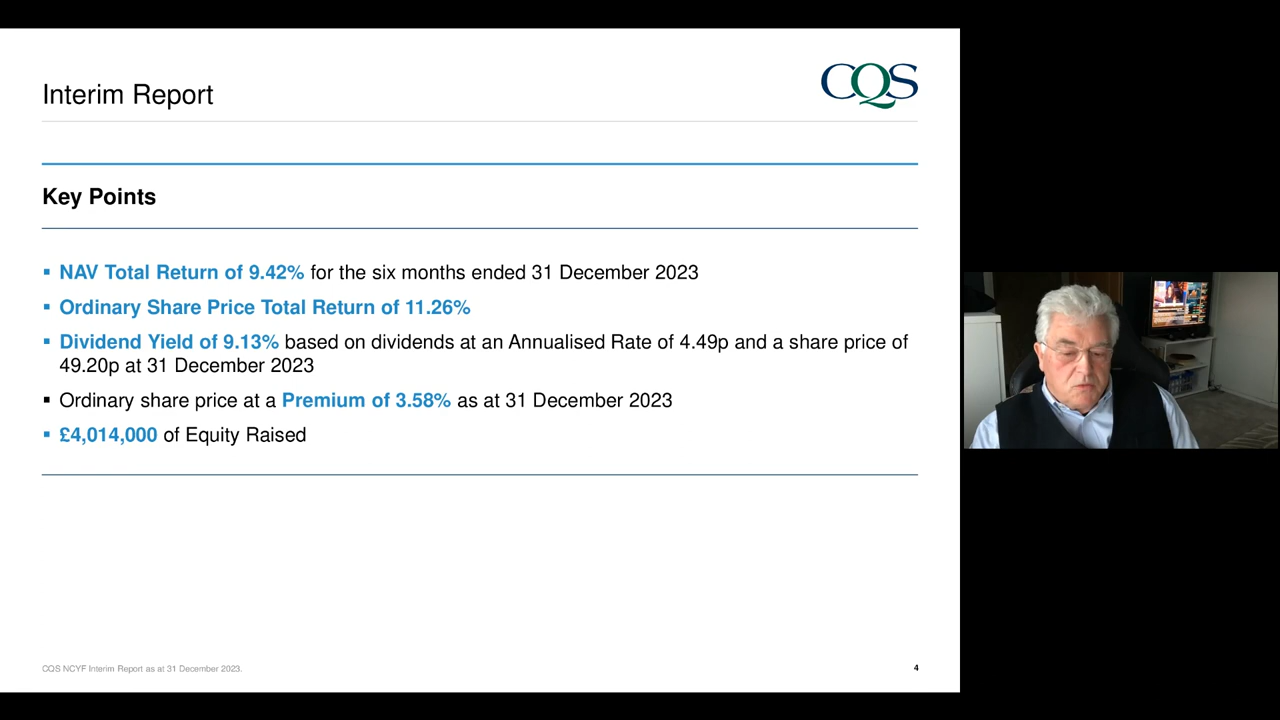 Interim Report
CQS
Key Points
▪ NAV Total Return of 9.42% for the six months ended 31 December 2023
▪ Ordinary Share Price Total Return of 11.26%
▪ Dividend Yield of 9.13% based on dividends at an Annualised Rate of 4.49p and a share price of
49.20p at 31 December 2023
▪ Ordinary share price at a Premium of 3.58% as at 31 December 2023
▪ £4,014,000 of Equity Raised
CQS NCYF Interim Report as at 31 December 2023.
4